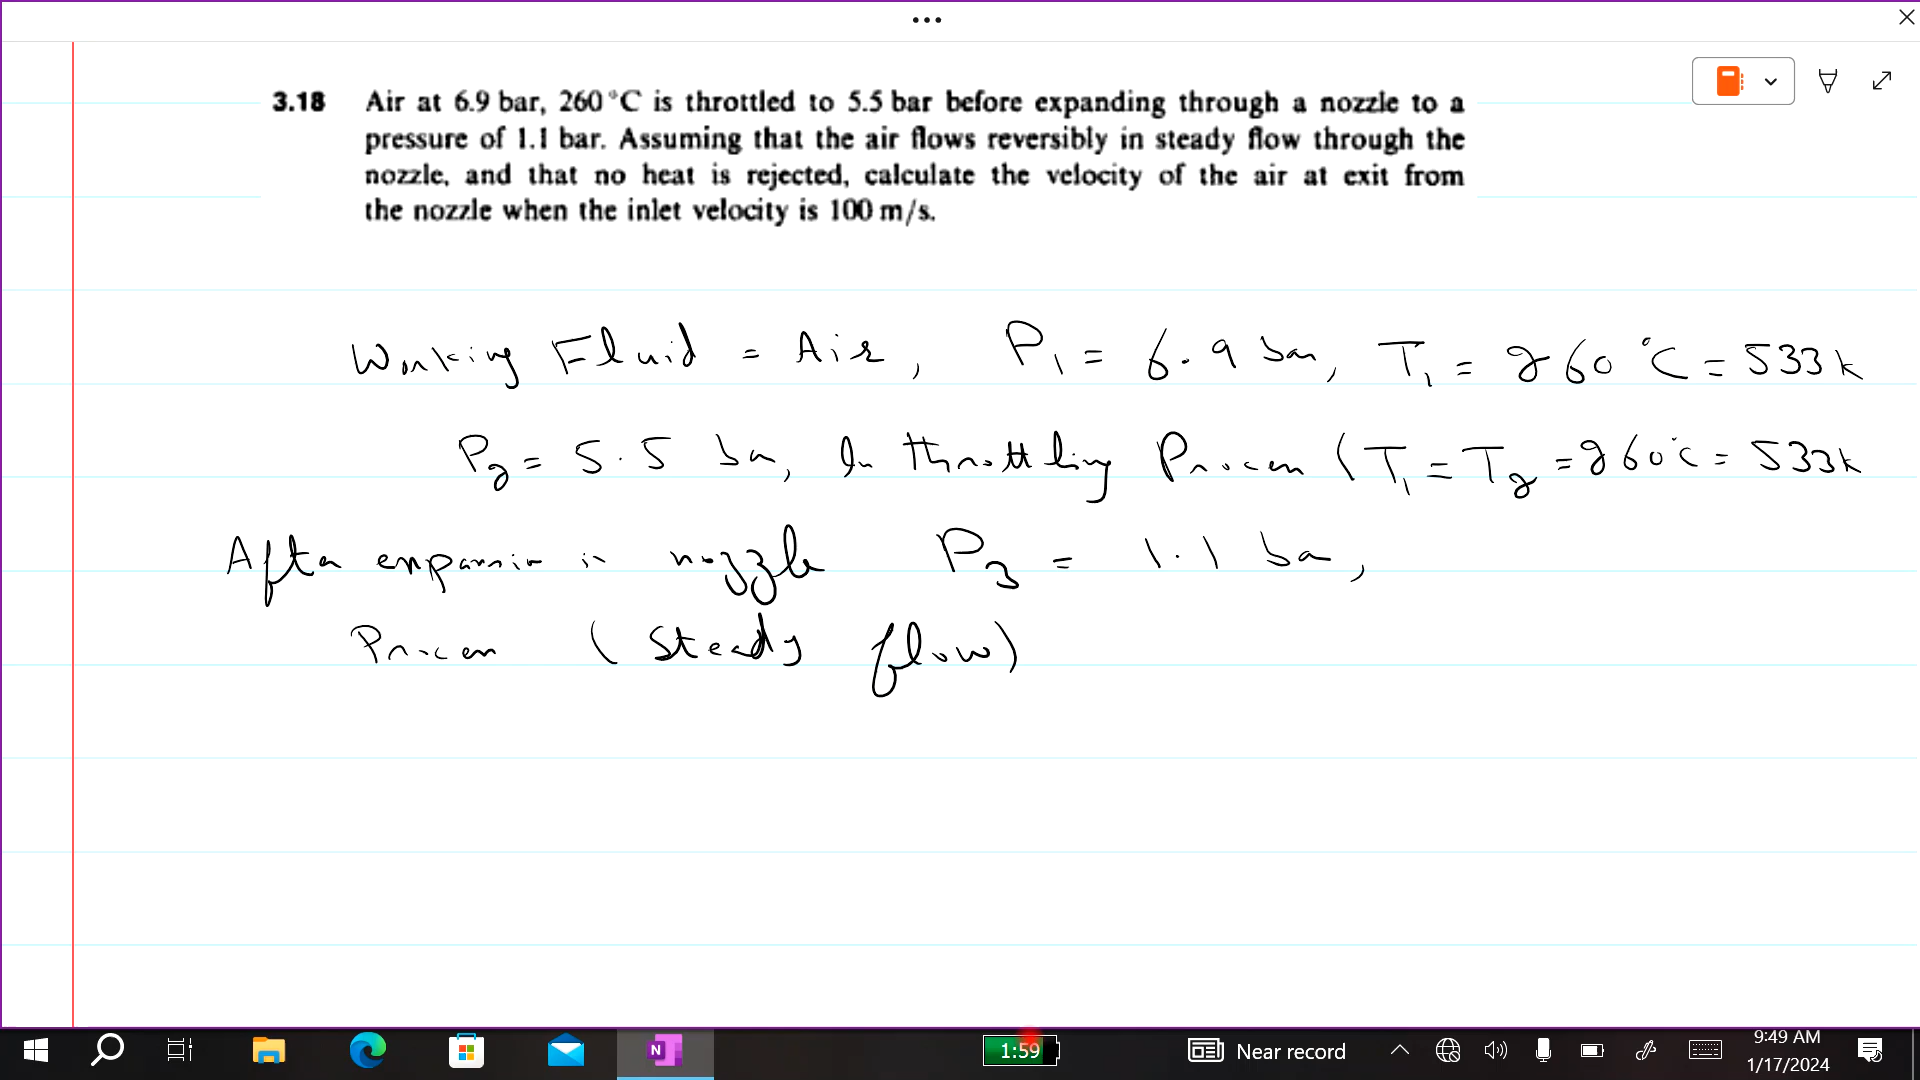 3.18 Air at 6.9 bar, 260 °C is throttled to 5.5 bar before expanding through a nozzle to a
pressure of 1.1 bar. Assuming that the air flows reversibly in steady flow through the
nozzle, and that no heat is rejected, calculate the velocity of the air at exit from
the nozzle when the inlet velocity is 100 m/s.
Working Fluid = Air, P1 = 6.9 bar, T1 = 260 °C = 533 k
P2 = 5.5 bar, In throttling Process (T1 = T2 = 260°C = 533k
After expansion in nozzle P3 = 1.1 bar,
Process (steady flow)
1:59
Near record
9:49 AM
1/17/2024